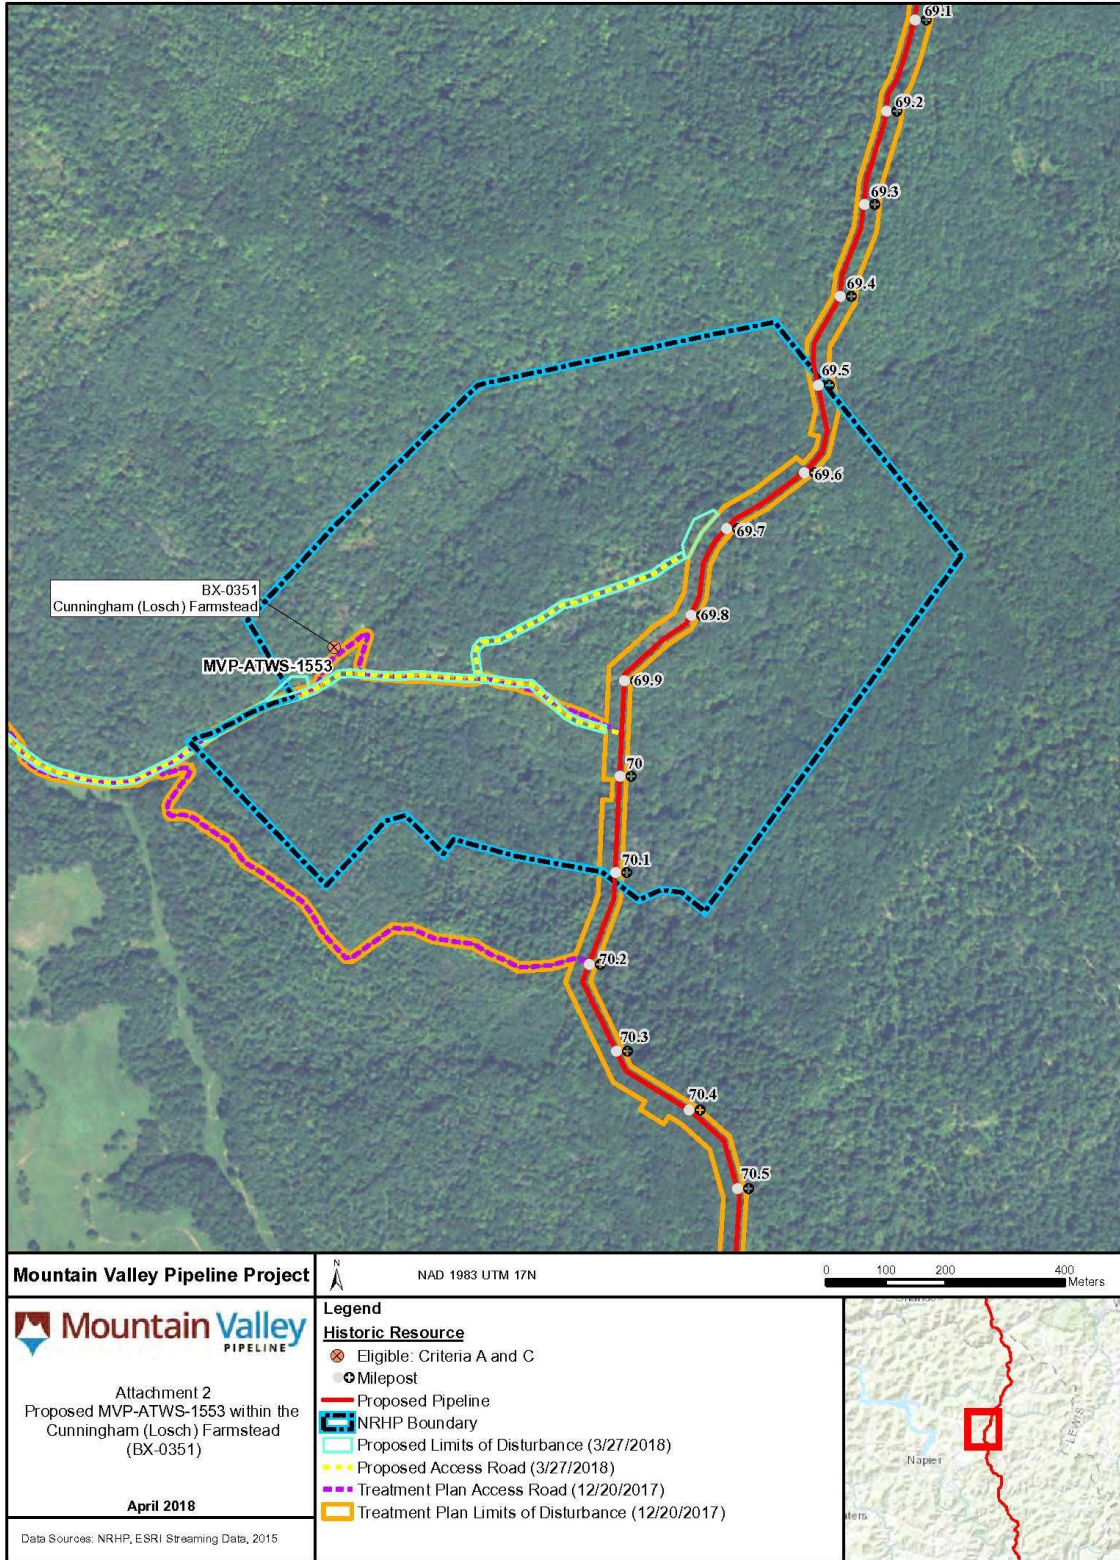 69.1
69.2
69.3
69.4
69.5
69.6
69.7
BX-0351
Cunningham (Losch) Farmstead
69.8
MVP-ATWS-1553
69.9
70
70.1
70.2
70.3
70.4
70.5
Mountain Valley Pipeline Project
N
NAD 1983 UTM 17N
0 100 200 400
Meters
Mountain Valley
PIPELINE
Attachment 2
Proposed MVP-ATWS-1553 within the
Cunningham (Losch) Farmstead
(BX-0351)
April 2018
Data Sources: NRHP, ESRI Streaming Data, 2015
Legend
Historic Resource
Eligible: Criteria A and C
Milepost
Proposed Pipeline
NRHP Boundary
Proposed Limits of Disturbance (3/27/2018)
Proposed Access Road (3/27/2018)
Treatment Plan Access Road (12/20/2017)
Treatment Plan Limits of Disturbance (12/20/2017)
LEWIS
Napier